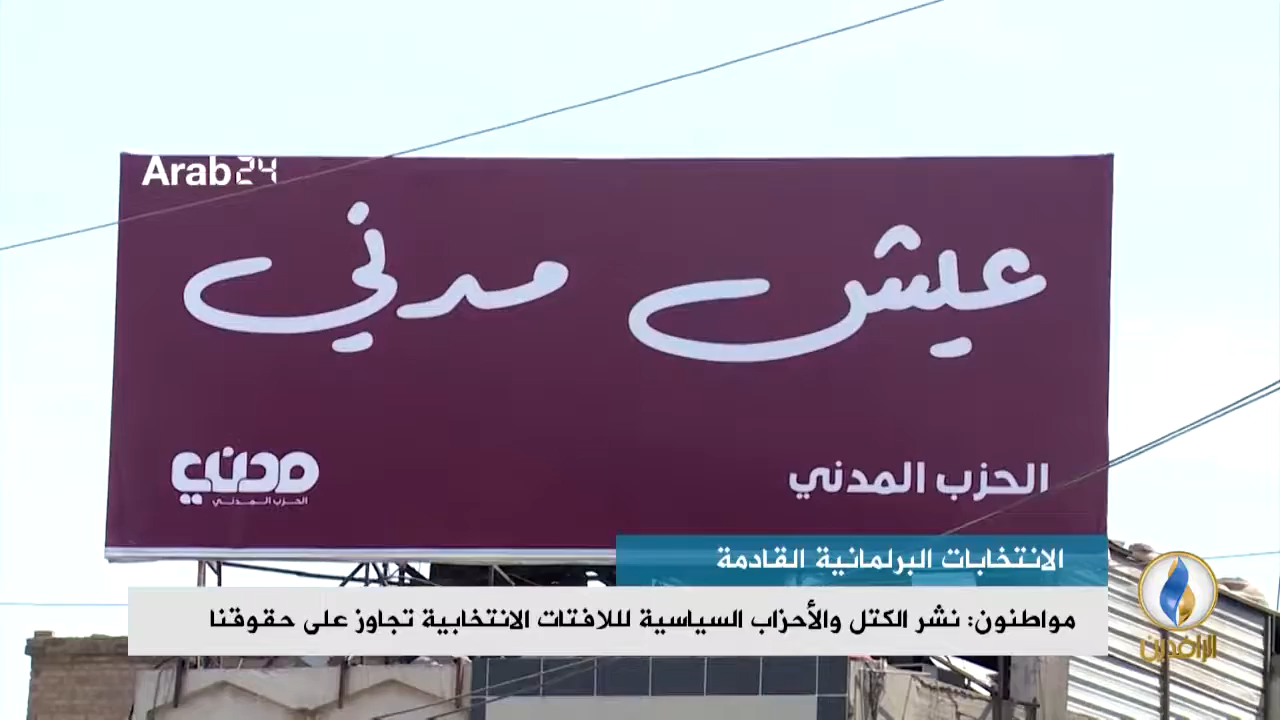 Arab24
عيش مدني
مدني
الحزب المدني
الحزب المدني
الانتخابات البرلمانية القادمة
مواطنون: نشر الكتل والأحزاب السياسية لللافتات الانتخابية تجاوز على حقوقنا
الرافدين